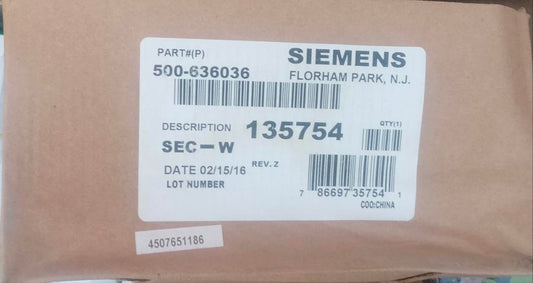 PART#(P)
SIEMENS
500-636036
FLORHAM PARK, N.J.
DESCRIPTION 135754
QTY(1)
SEC-W
DATE 02/15/16 REV. Z
LOT NUMBER
7 86697 35754 1
COO:CHINA
4507651186